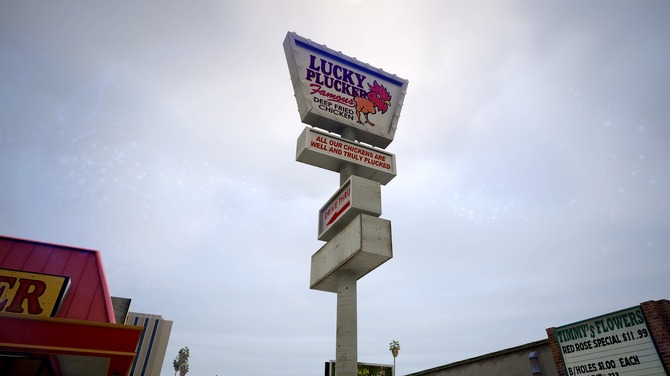 LUCKY
PLUCKER
Famous
DEEP FRIED
CHICKEN
ALL OUR CHICKENS ARE
WELL AND TRULY PLUCKED
DRIVE THRU
ER
TIMMY'S FLOWERS
RED ROSE SPECIAL $11.99
B/HOLES $1.00 EACH